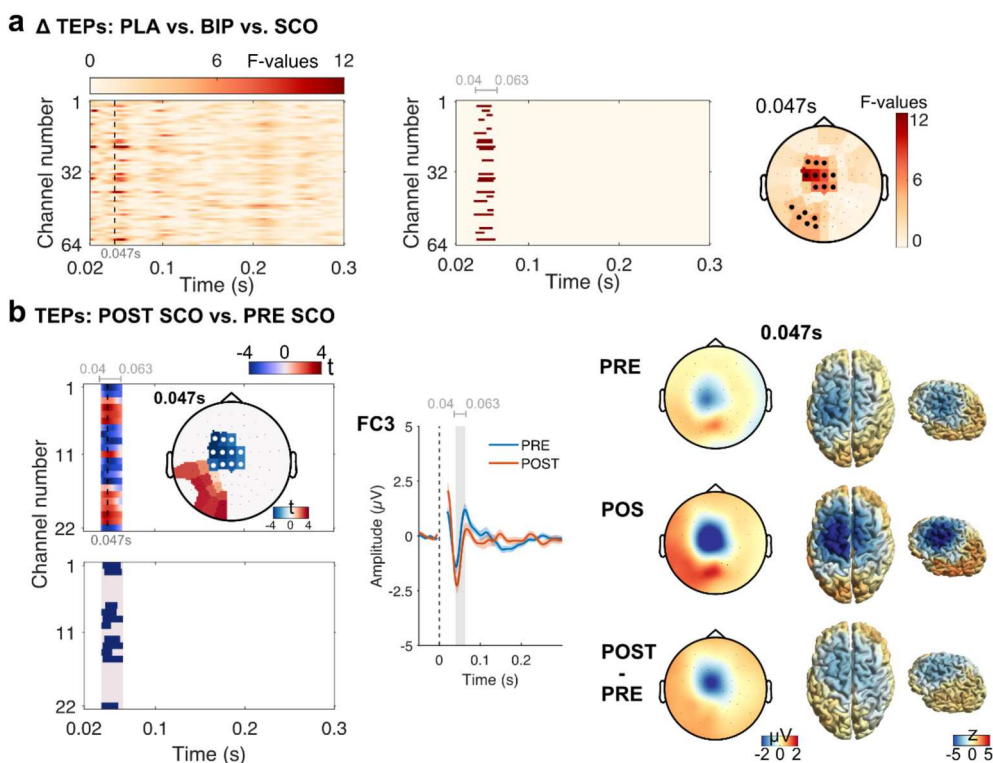 a Δ TEPs: PLA vs. BIP vs. SCO
0 6 F-values 12
Channel number
1
32
64
0.047s
0.02 0.1 0.2 0.3
Time (s)
0.04 0.063
Channel number
1
32
64
0.02 0.1 0.2 0.3
Time (s)
0.047s
F-values
12
6
0
b TEPs: POST SCO vs. PRE SCO
-4 0 4 t
0.04 0.063
Channel number
1
11
22
0.047s
0.047s
t
-4 0 4
1
11
22
0.02 0.1 0.2 0.3
Time (s)
FC3
0.04 0.063
5
2.5
0
-2.5
-5
Amplitude (µV)
PRE
POST
0 0.1 0.2
Time (s)
0.047s
PRE
POS
POST
-
PRE
µV
-2 0 2
z
-5 0 5